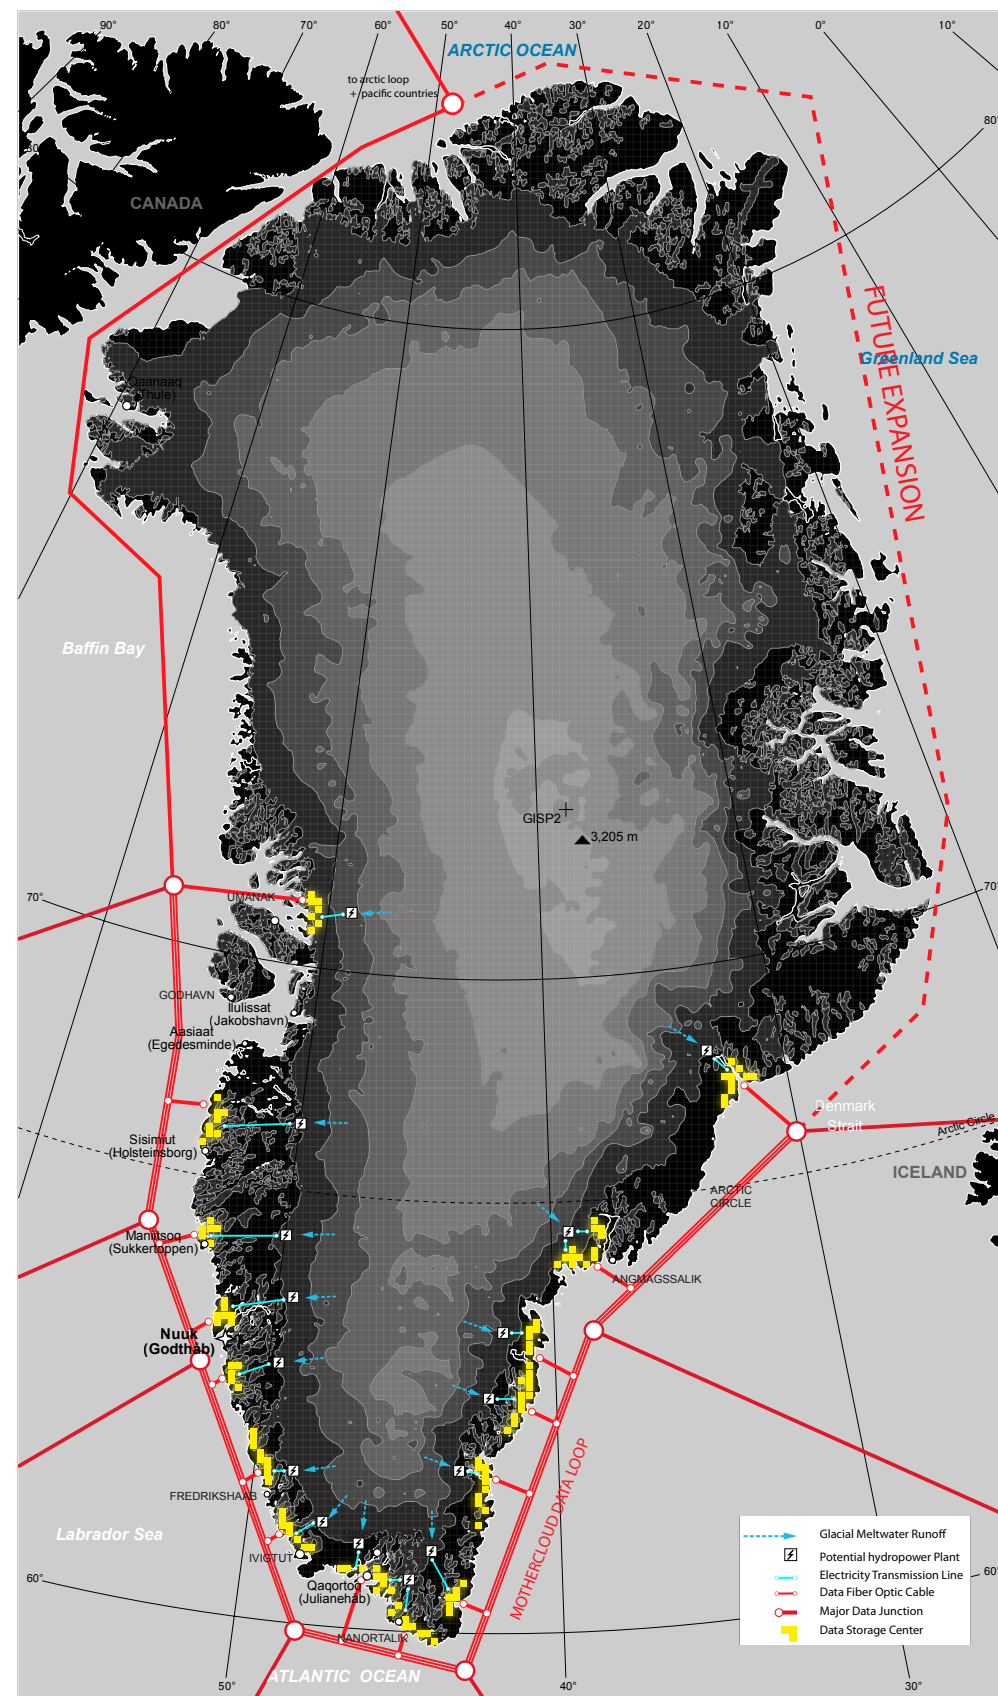 90°
80°
70°
60°
50°
40°
30°
20°
10°
0°
10°
ARCTIC OCEAN
to arctic loop
+ pacific countries
80°
80°
CANADA
FUTURE EXPANSION
Greenland Sea
Qaanaaq
(Thule)
Baffin Bay
GISP2
3,205 m
70°
70°
UMANAK
GODHAVN
Ilulissat
(Jakobshavn)
Aasiaat
(Egedesminde)
Denmark
Strait
Arctic Circle
Sisimiut
(Holsteinsborg)
ICELAND
ARCTIC
CIRCLE
Maniitsoq
(Sukkertoppen)
ANGMAGSSALIK
Nuuk
(Godthåb)
MOTHERCLOUD DATA LOOP
FREDRIKSHAAB
Labrador Sea
IVIGTUT
60°
60°
Qaqortoq
(Julianehåb)
NANORTALIK
ATLANTIC OCEAN
50°
40°
30°
Glacial Meltwater Runoff
Potential hydropower Plant
Electricity Transmission Line
Data Fiber Optic Cable
Major Data Junction
Data Storage Center